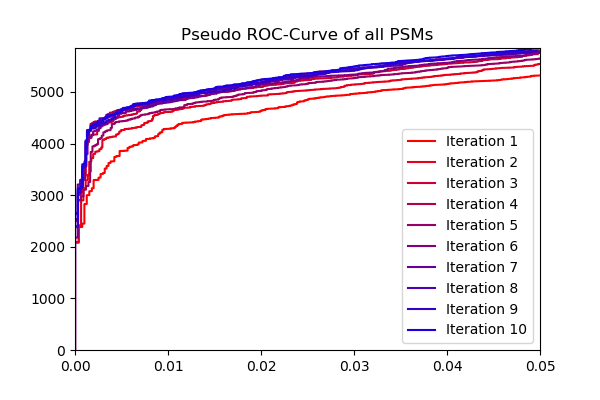 Pseudo ROC-Curve of all PSMs
5000
4000
3000
2000
1000
0
Iteration 1
Iteration 2
Iteration 3
Iteration 4
Iteration 5
Iteration 6
Iteration 7
Iteration 8
Iteration 9
Iteration 10
0.00 0.01 0.02 0.03 0.04 0.05